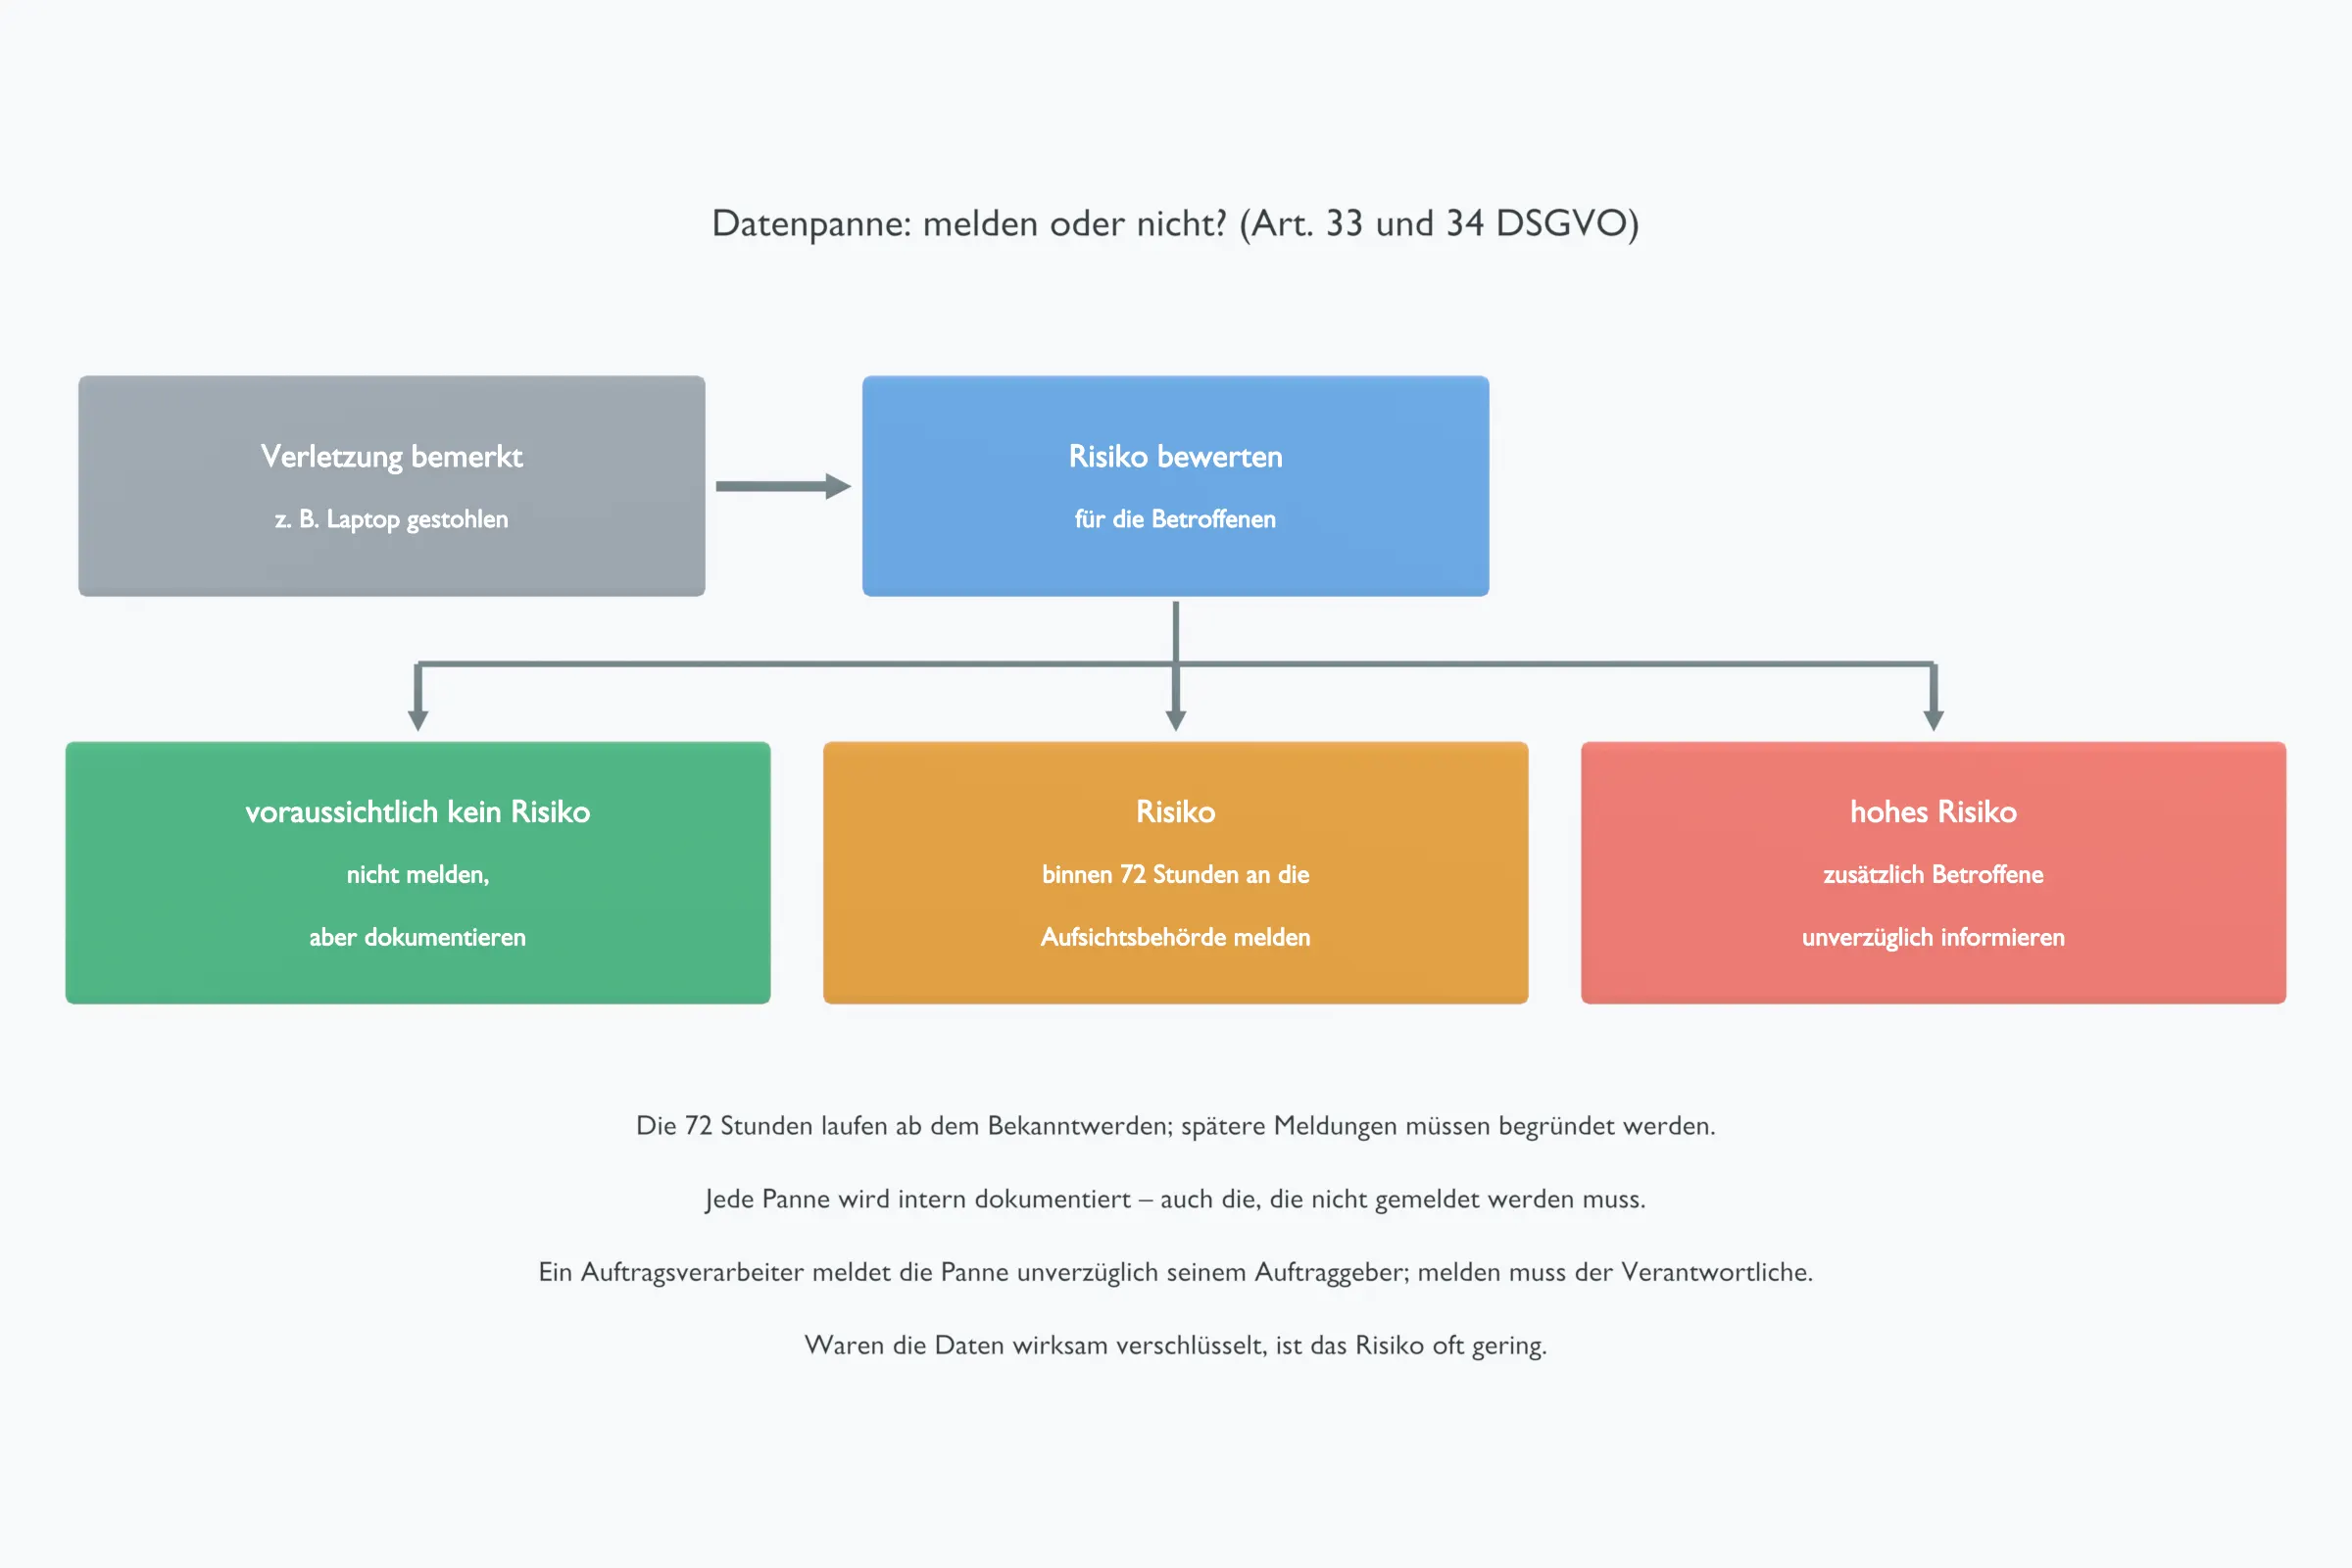 Datenpanne: melden oder nicht? (Art. 33 und 34 DSGVO)
Verletzung bemerkt
z. B. Laptop gestohlen
Risiko bewerten
für die Betroffenen
voraussichtlich kein Risiko
nicht melden,
aber dokumentieren
Risiko
binnen 72 Stunden an die
Aufsichtsbehörde melden
hohes Risiko
zusätzlich Betroffene
unverzüglich informieren
Die 72 Stunden laufen ab dem Bekanntwerden; spätere Meldungen müssen begründet werden.
Jede Panne wird intern dokumentiert – auch die, die nicht gemeldet werden muss.
Ein Auftragsverarbeiter meldet die Panne unverzüglich seinem Auftraggeber; melden muss der Verantwortliche.
Waren die Daten wirksam verschlüsselt, ist das Risiko oft gering.